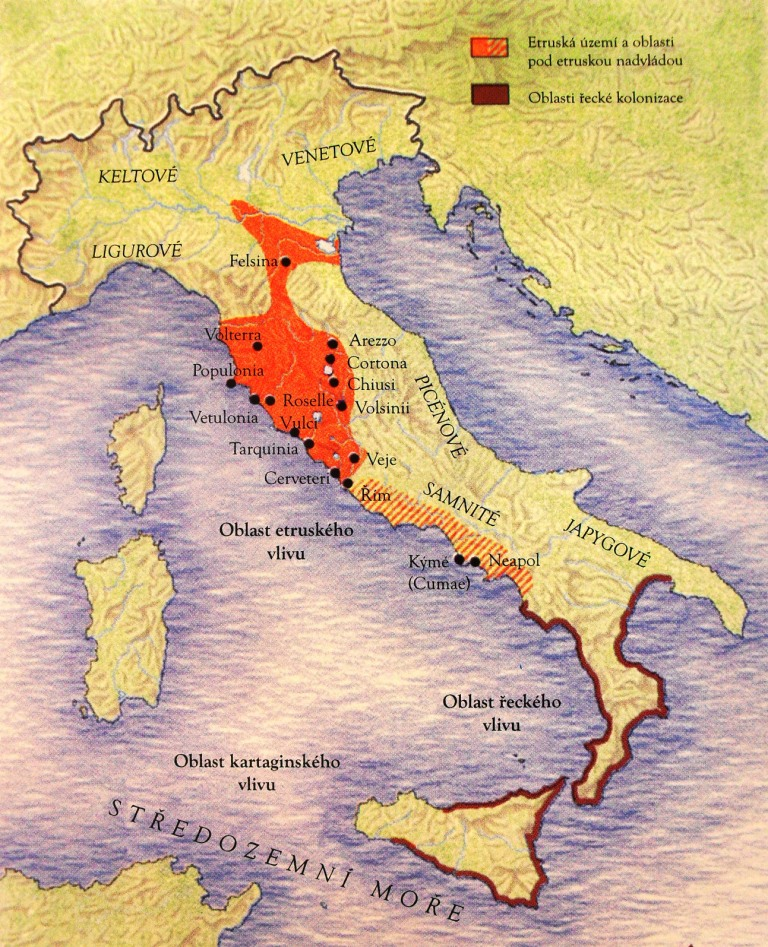 Etruská území a oblasti
pod etruskou nadvládou
Oblasti řecké kolonizace
VENETOVÉ
KELTOVÉ
LIGUROVÉ
Felsina
Volterra
Arezzo
Cortona
Populonia
Chiusi
Roselle
Volsinii
Vetulonia
Vulci
PICÉNOVÉ
Tarquinia
Veje
Cerveteri
Řím
SAMNITÉ
JAPYGOVÉ
Oblast etruského
vlivu
Kýmé
(Cumae)
Neapol
Oblast řeckého
vlivu
Oblast kartaginského
vlivu
STŘEDOZEMNÍ MOŘE